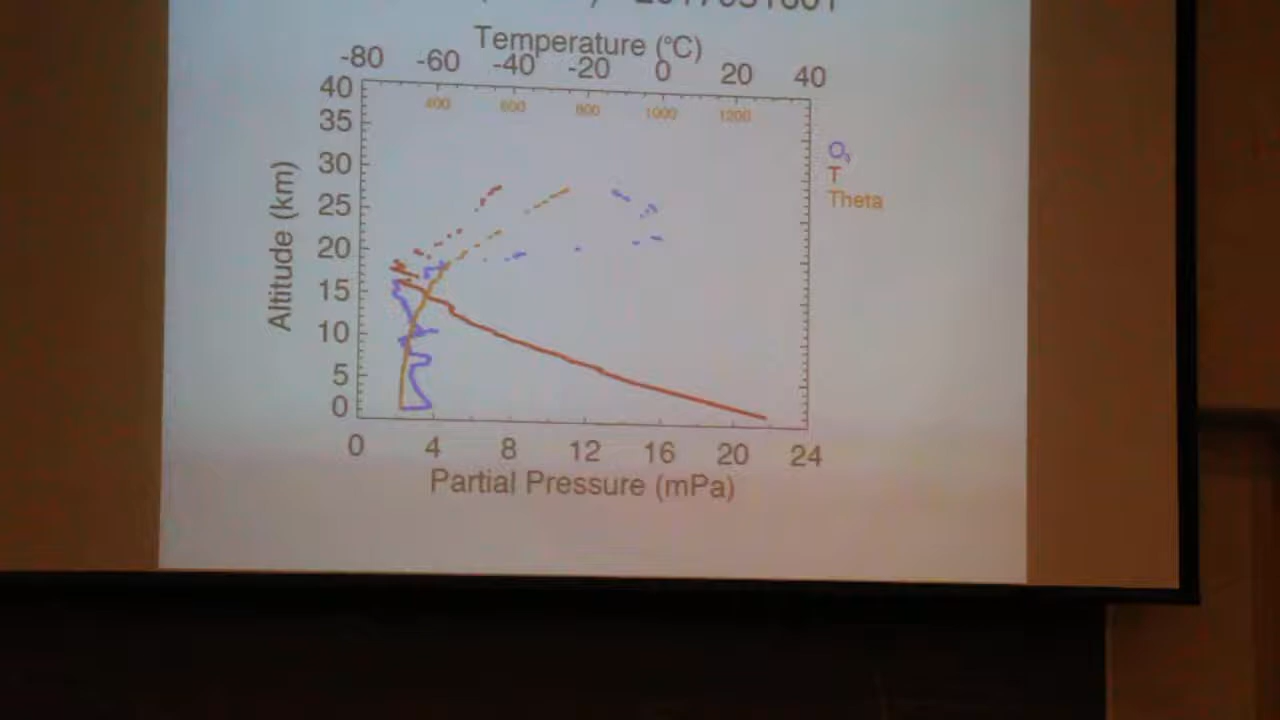 Temperature (°C)
-80 -60 -40 -20 0 20 40
400 600 800 1000 1200
40
35
30
25
20
15
10
5
0
Altitude (km)
O₃
T
Theta
0 4 8 12 16 20 24
Partial Pressure (mPa)